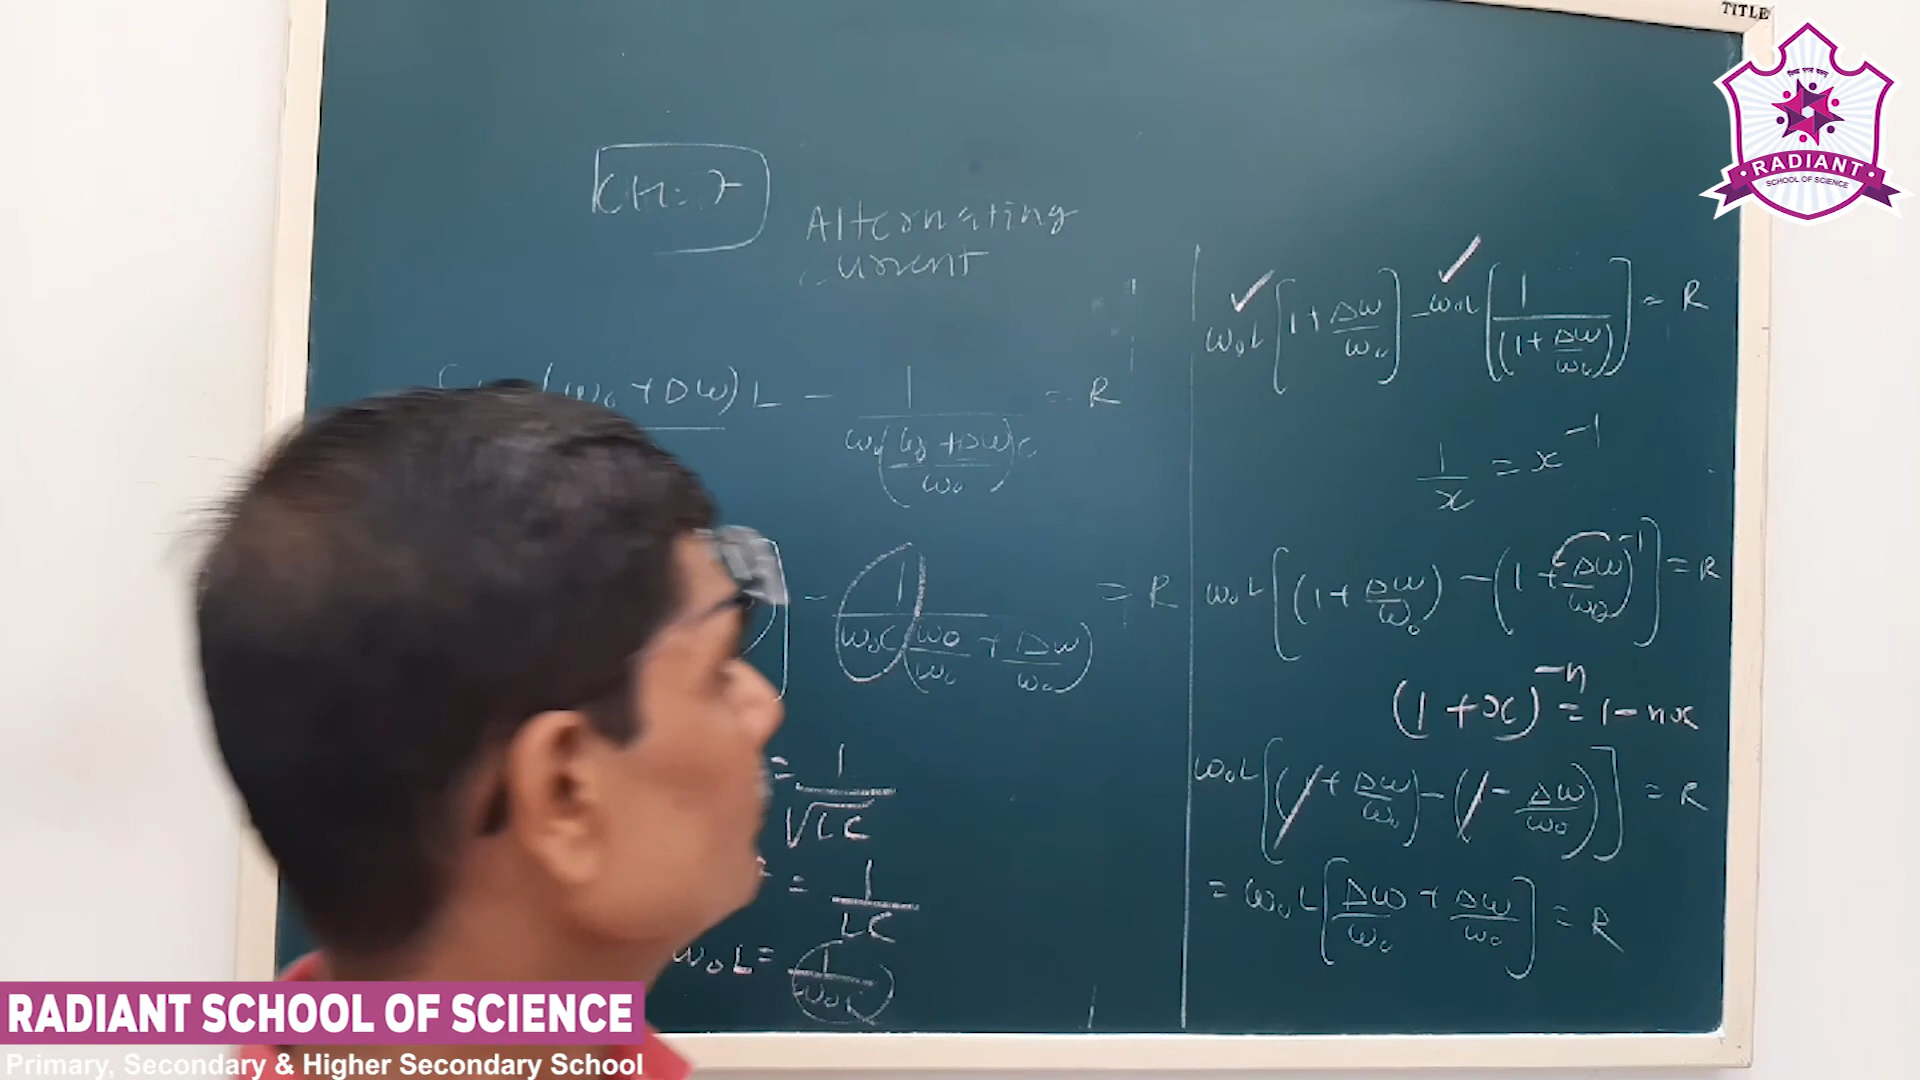 TITLE
RADIANT
SCHOOL OF SCIENCE
CH-7
Alternating
current
(ω₀ + Δω) L - 1/(ω₀((ω₀ + Δω)/ω₀)c) = R
- 1/(ω₀C(ω₀/ω₀ + Δω/ω₀)) = R
= 1/√LC
= 1/LC
ω₀L = 1/ω₀C
ω₀L[1 + Δω/ω₀] - ω₀L[1/(1 + Δω/ω₀)] = R
1/x = x⁻¹
ω₀L[(1 + Δω/ω₀) - (1 + Δω/ω₀)⁻¹] = R
(1 + x)⁻ⁿ = 1 - nx
ω₀L[(1 + Δω/ω₀) - (1 - Δω/ω₀)] = R
= ω₀L[Δω/ω₀ + Δω/ω₀] = R
RADIANT SCHOOL OF SCIENCE
Primary, Secondary & Higher Secondary School